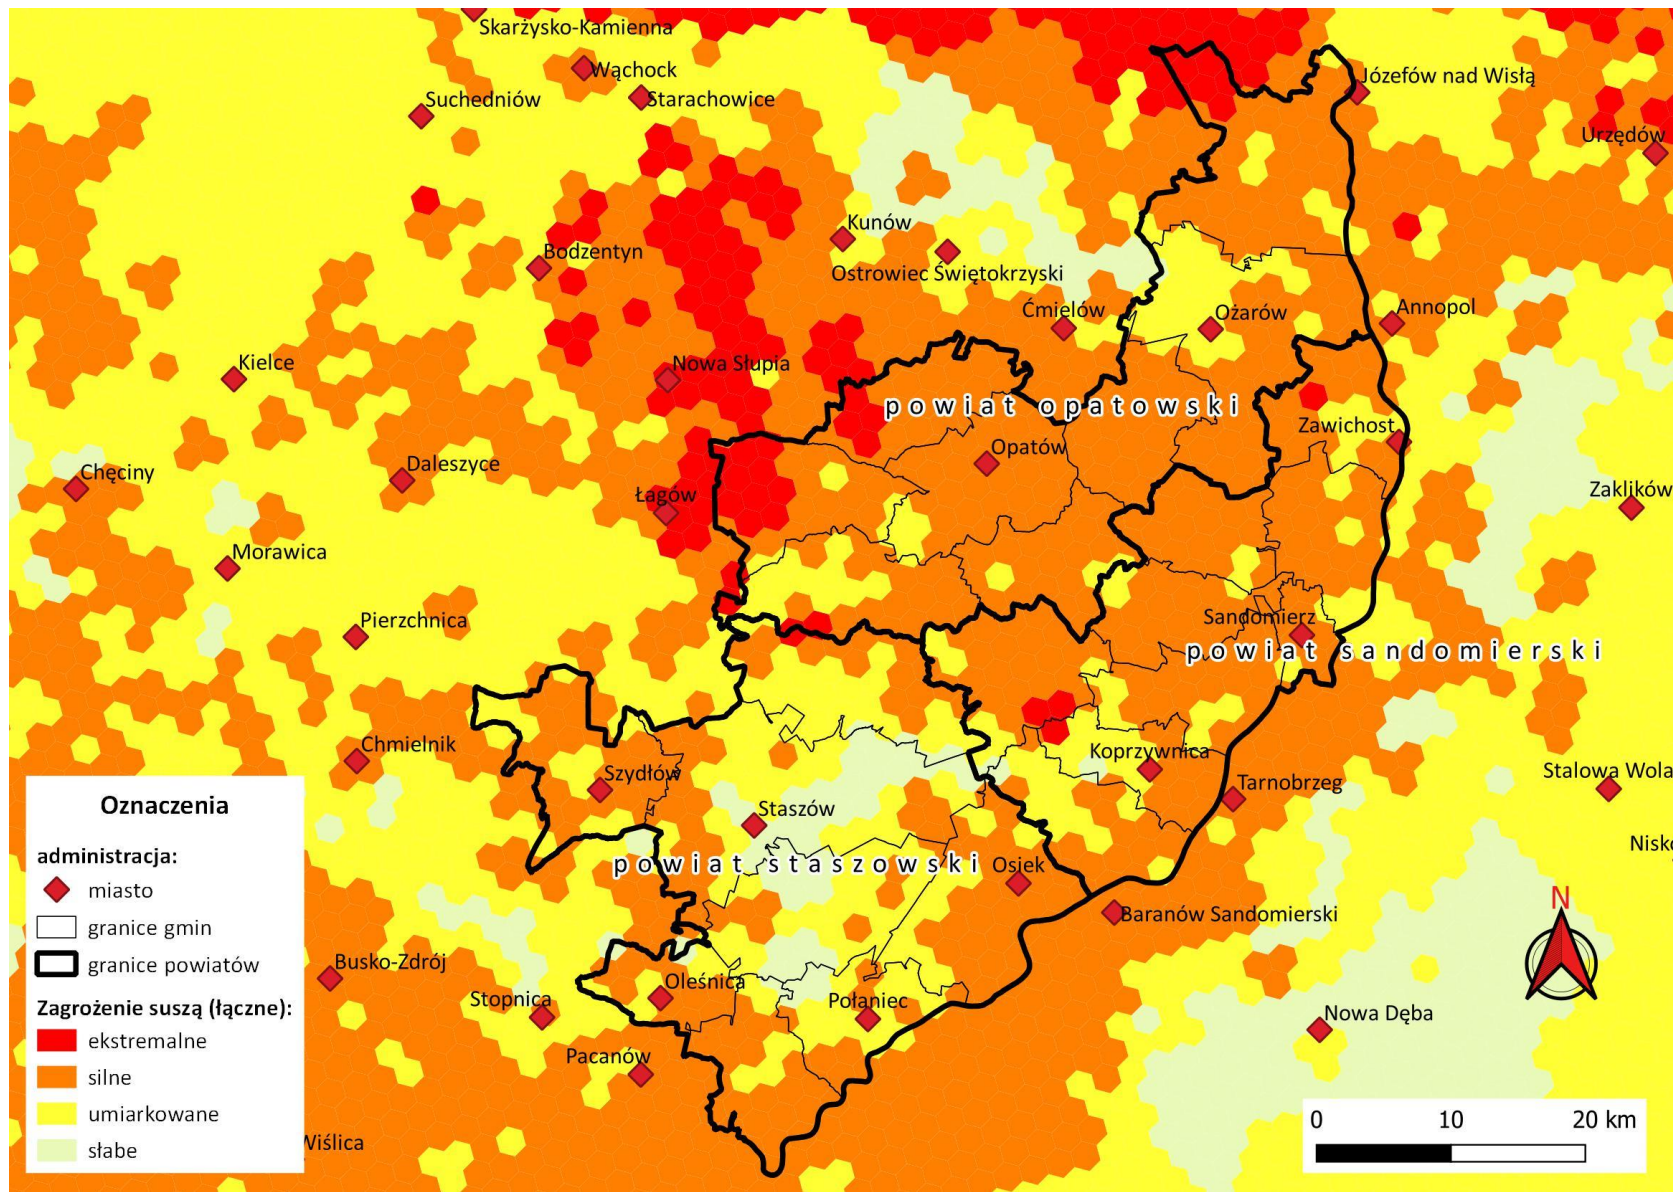 Skarżysko-Kamienna
Wąchock
Józefów nad Wisłą
Suchedniów
Starachowice
Urzędów
Kunów
Bodzentyn
Ostrowiec Świętokrzyski
Ćmielów
Ożarów
Annopol
Kielce
Nowa Słupia
powiat opatowski
Zawichost
Opatów
Chęciny
Daleszyce
Łagów
Zaklików
Morawica
Pierzchnica
Sandomierz
powiat sandomierski
Chmielnik
Szydłów
Koprzywnica
Tarnobrzeg
Stalowa Wola
Staszów
powiat staszowski
Osiek
Baranów Sandomierski
Busko-Zdrój
Stopnica
Oleśnica
Połaniec
Nowa Dęba
Pacanów
N
Oznaczenia
administracja:
miasto
granice gmin
granice powiatów
Zagrożenie suszą (łączne):
ekstremalne
silne
umiarkowane
słabe
0 10 20 km